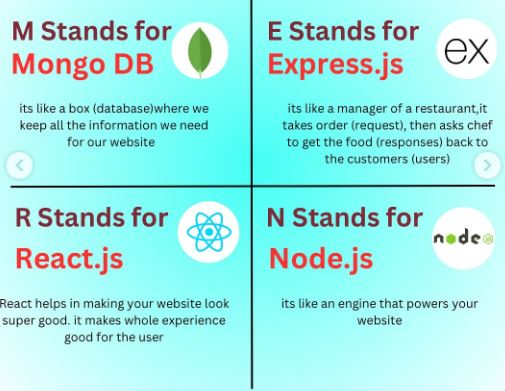 M Stands for
Mongo DB
its like a box (database)where we
keep all the information we need
for our website
E Stands for
Express.js
ex
its like a manager of a restaurant,it
takes order (request), then asks chef
to get the food (responses) back to
the customers (users)
R Stands for
React.js
React helps in making your website look
super good. it makes whole experience
good for the user
N Stands for
Node.js
node
JS
its like an engine that powers your
website